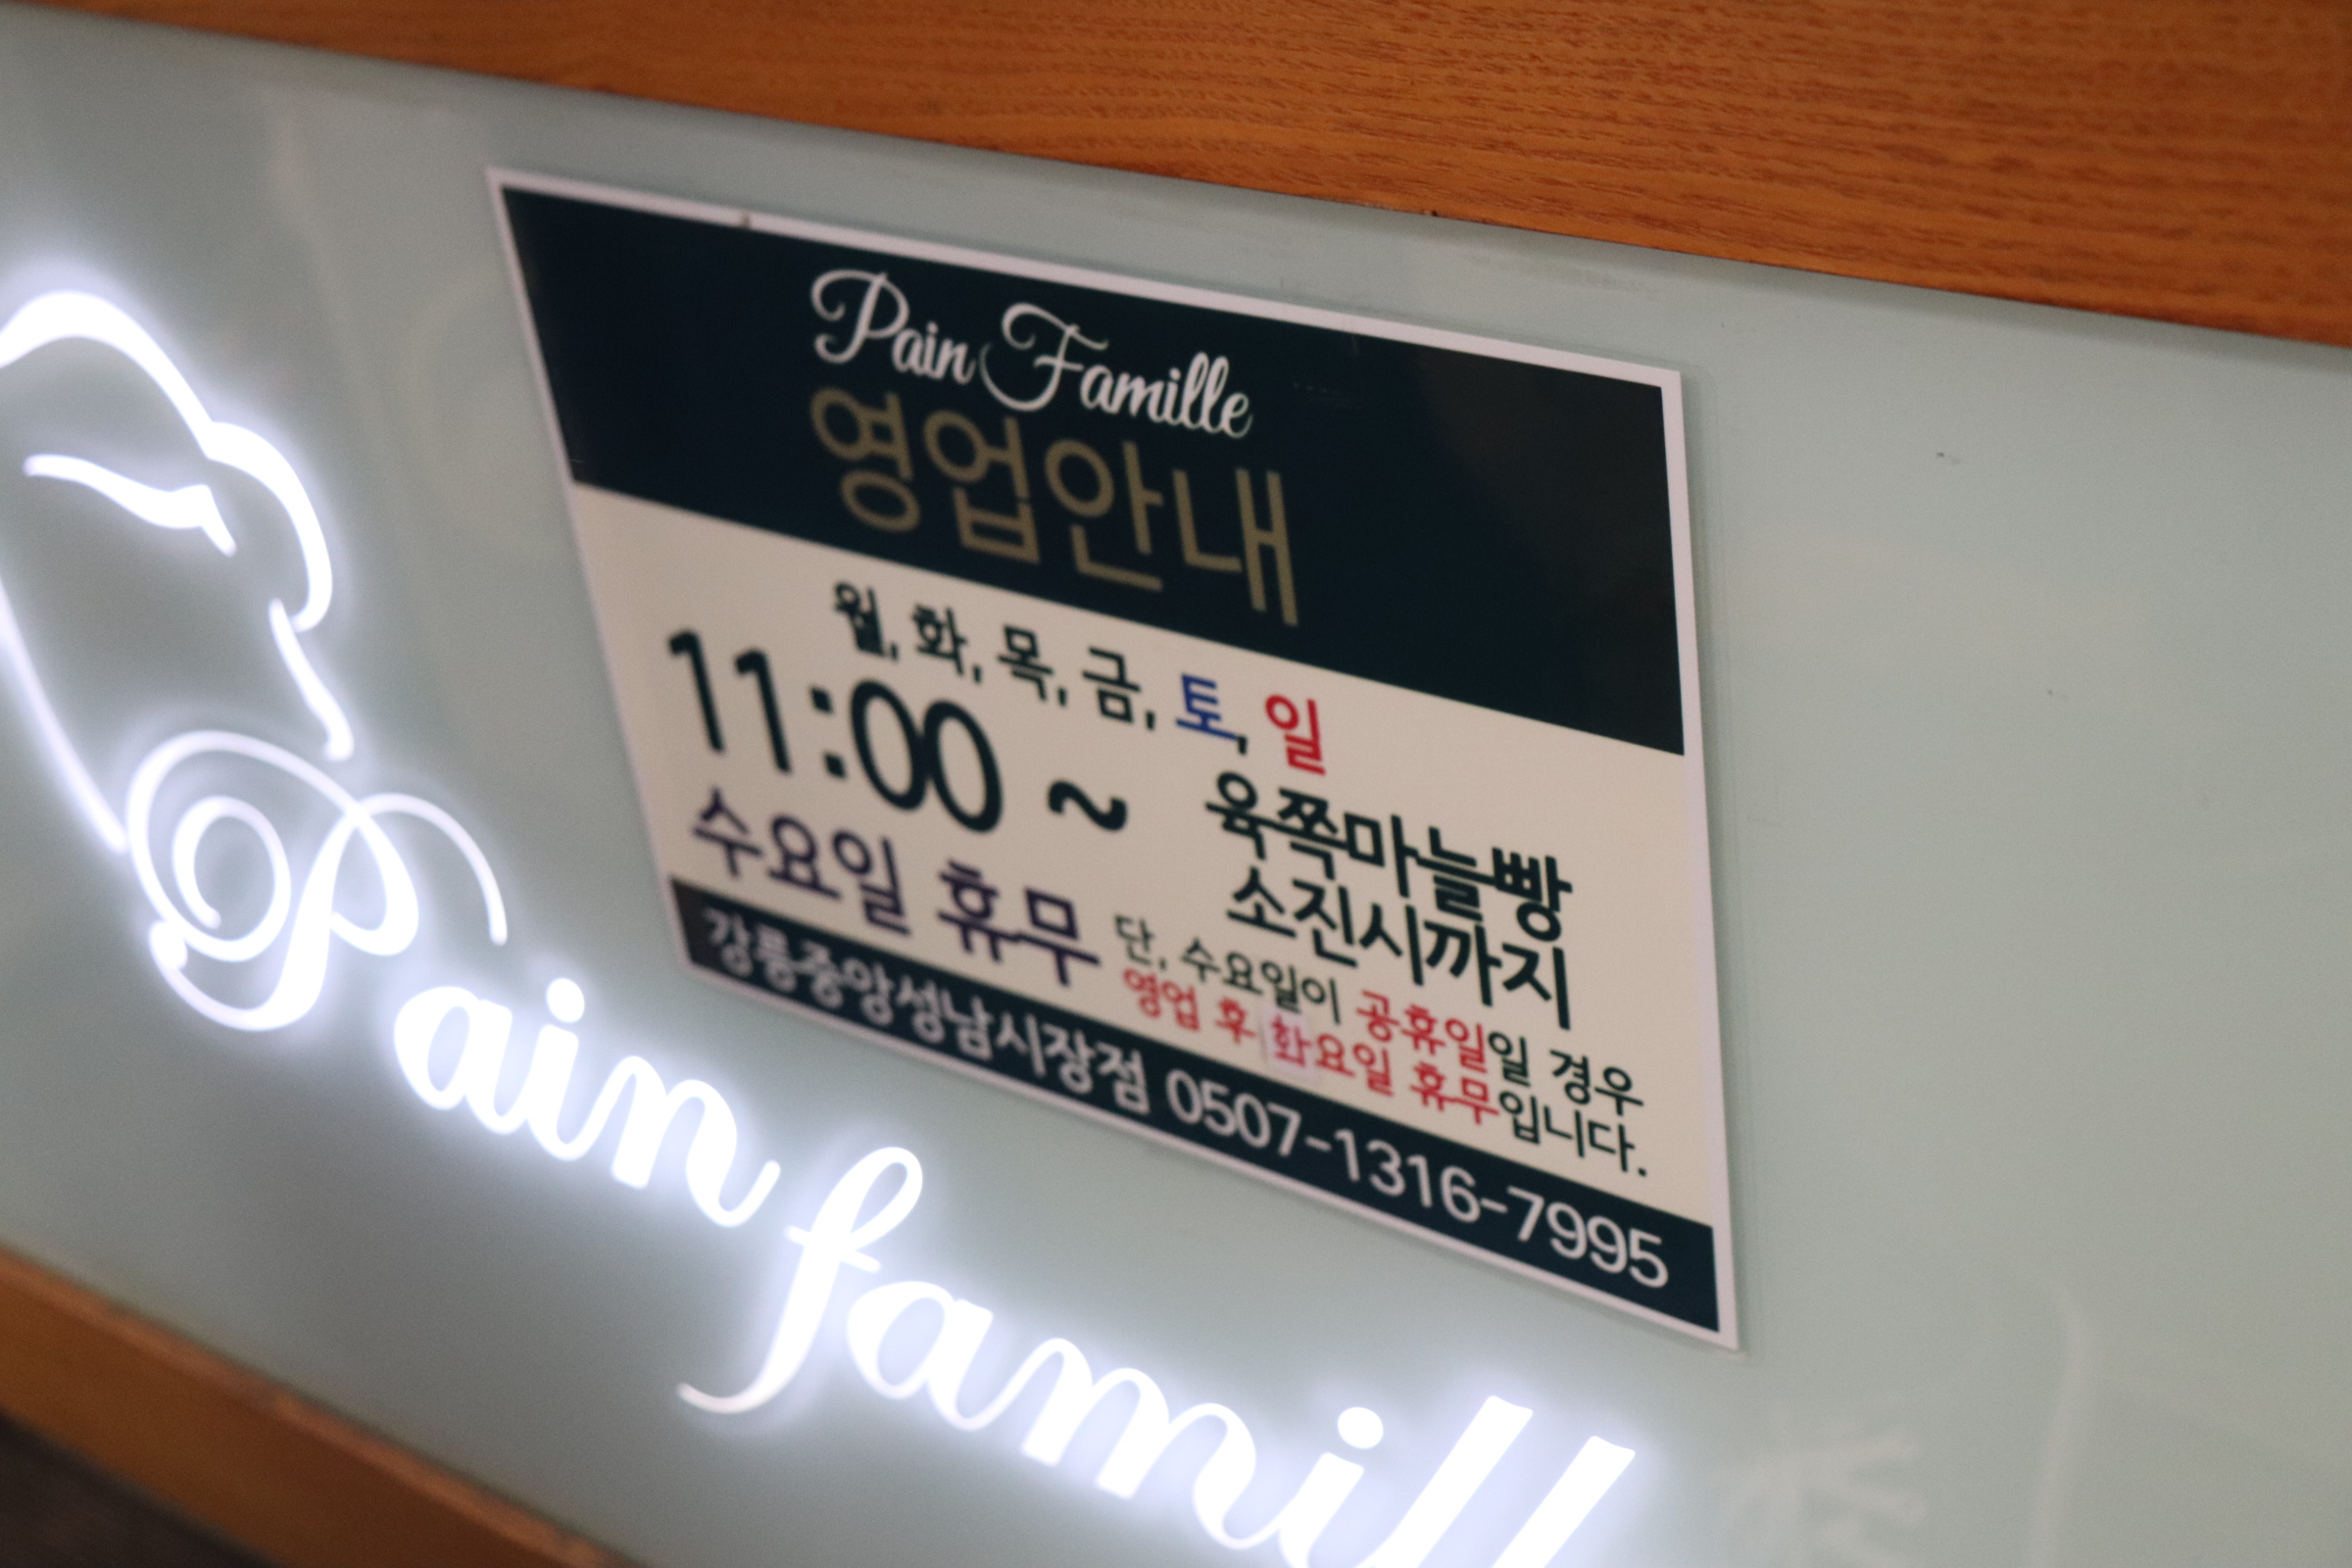 Pain Famille
영업안내
월, 화, 목, 금, 토, 일
11:00 ~ 육쪽마늘빵
소진시까지
수요일 휴무 단, 수요일이 공휴일일 경우
영업 후 화요일 휴무입니다.
강릉중앙성남시장점 0507-1316-7995
Pain famill